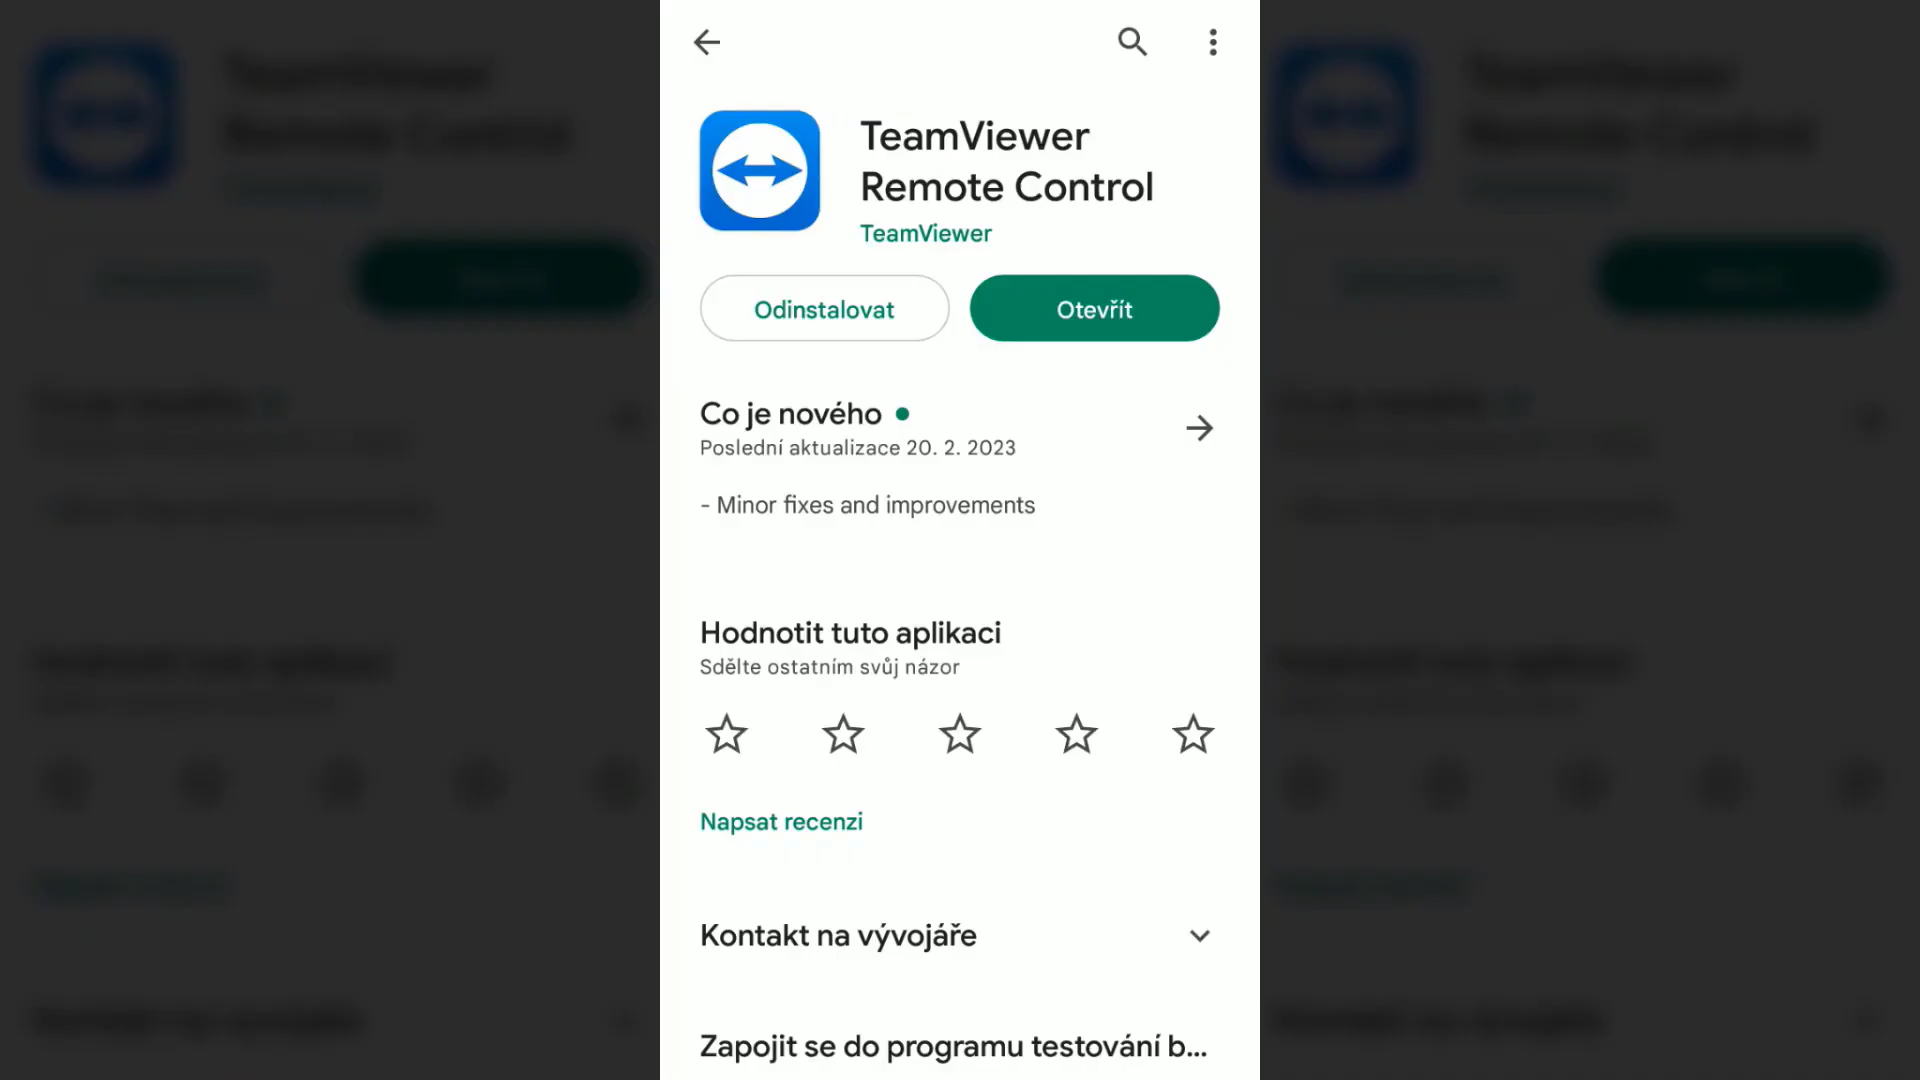 TeamViewer
Remote Control
TeamViewer
Odinstalovat
Otevřít
Co je nového
Poslední aktualizace 20. 2. 2023
- Minor fixes and improvements
Hodnotit tuto aplikaci
Sdělte ostatním svůj názor
Napsat recenzi
Kontakt na vývojáře
Zapojit se do programu testování b...